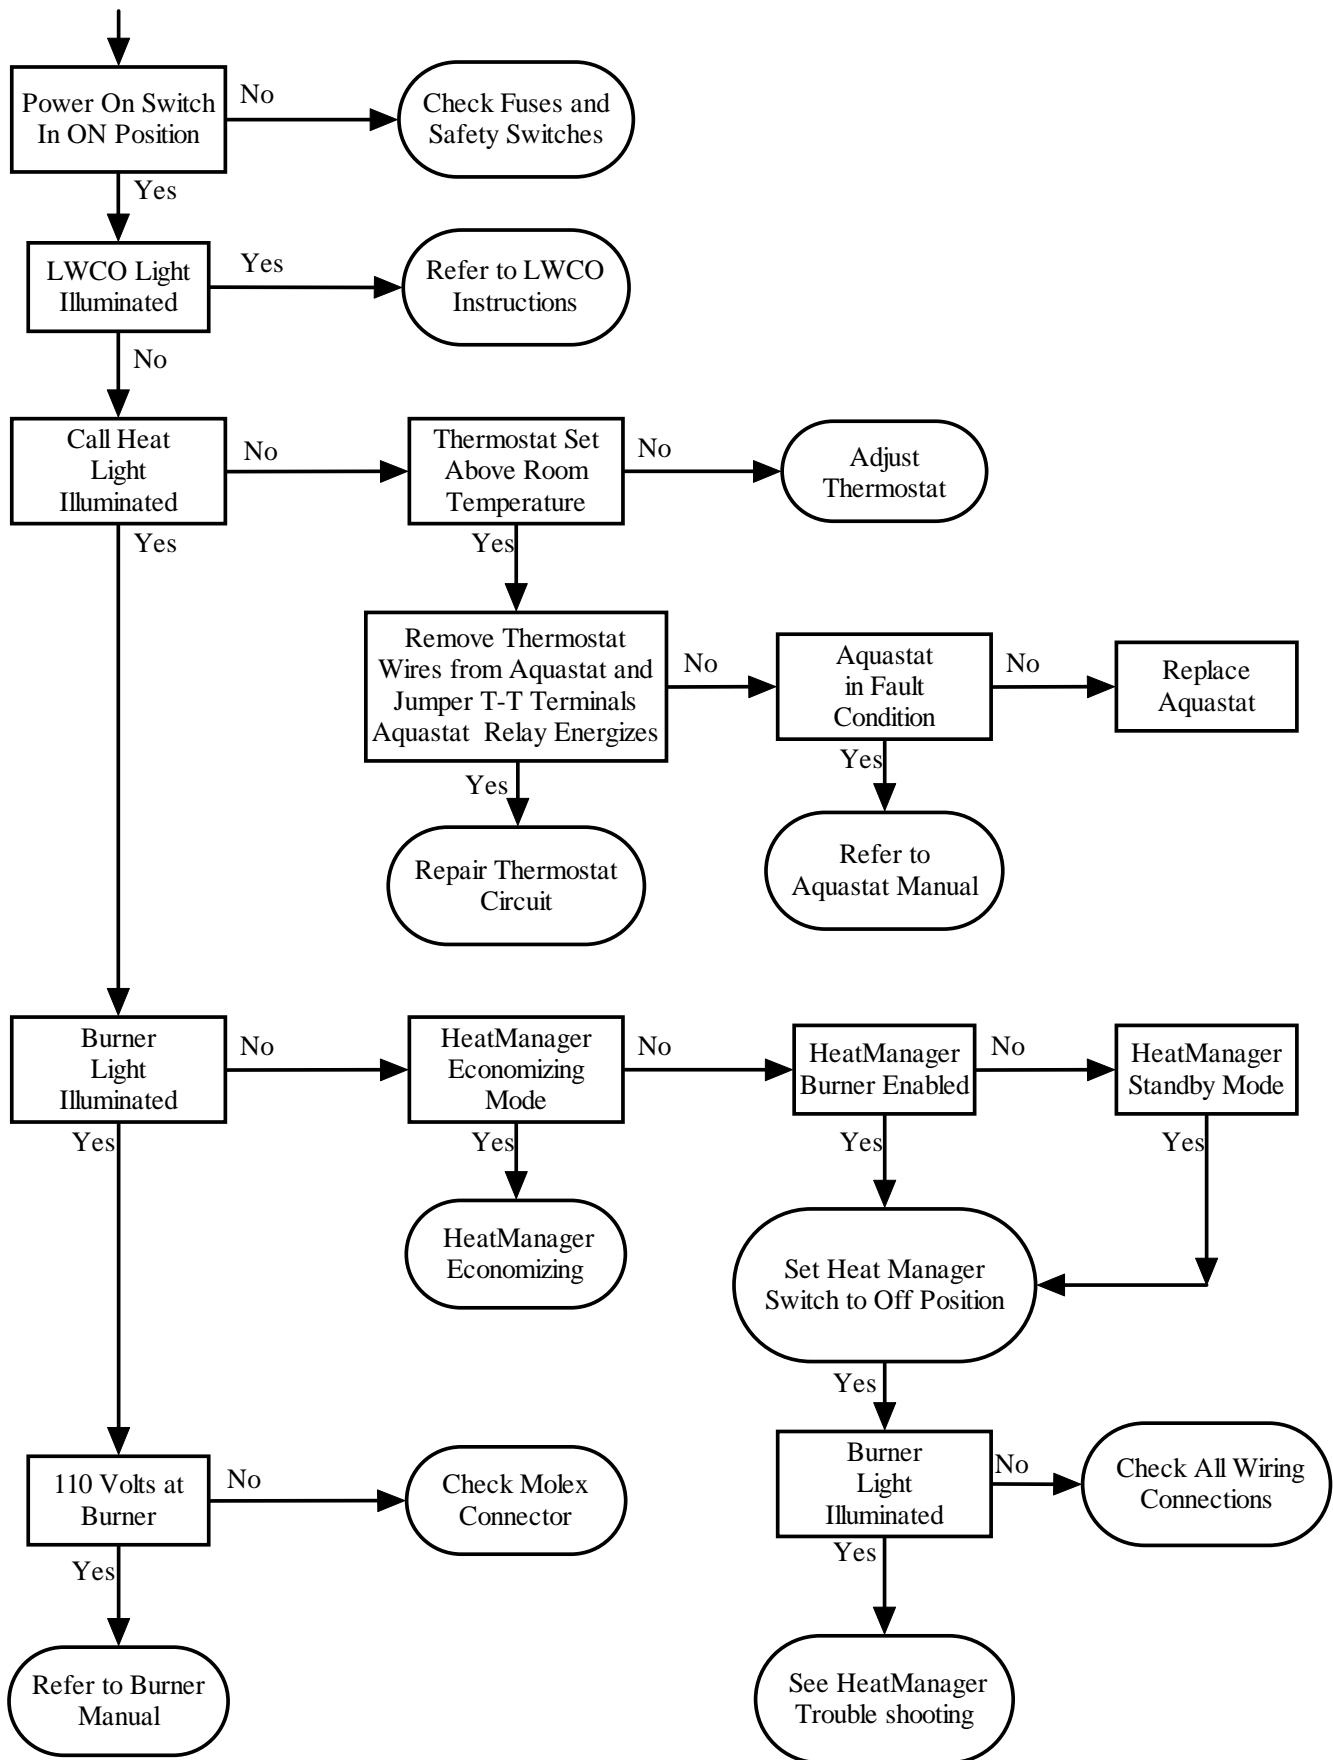 Power On Switch
In ON Position
No
Check Fuses and
Safety Switches
Yes
LWCO Light
Illuminated
Yes
Refer to LWCO
Instructions
No
Call Heat
Light
Illuminated
No
Thermostat Set
Above Room
Temperature
No
Adjust
Thermostat
Yes
Yes
Remove Thermostat
Wires from Aquastat and
Jumper T-T Terminals
Aquastat Relay Energizes
No
Aquastat
in Fault
Condition
No
Replace
Aquastat
Yes
Yes
Repair Thermostat
Circuit
Refer to
Aquastat Manual
Burner
Light
Illuminated
No
HeatManager
Economizing
Mode
No
HeatManager
Burner Enabled
No
HeatManager
Standby Mode
Yes
Yes
Yes
Yes
HeatManager
Economizing
Set Heat Manager
Switch to Off Position
Yes
110 Volts at
Burner
No
Check Molex
Connector
Burner
Light
Illuminated
No
Check All Wiring
Connections
Yes
Yes
Refer to Burner
Manual
See HeatManager
Trouble shooting